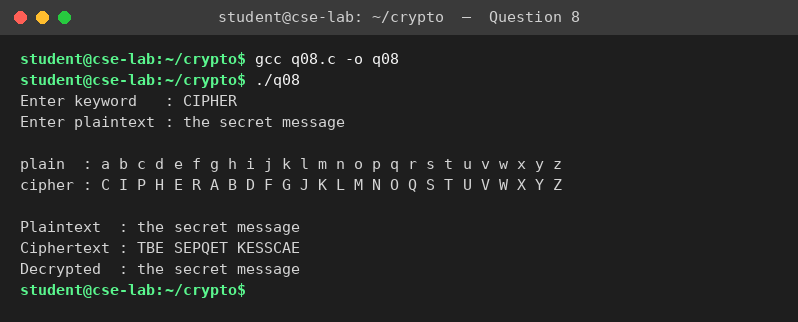 student@cse-lab: ~/crypto — Question 8
student@cse-lab:~/crypto$ gcc q08.c -o q08
student@cse-lab:~/crypto$ ./q08
Enter keyword   : CIPHER
Enter plaintext : the secret message
plain  : a b c d e f g h i j k l m n o p q r s t u v w x y z
cipher : C I P H E R A B D F G J K L M N O Q S T U V W X Y Z
Plaintext  : the secret message
Ciphertext : TBE SEPQET KESSCAE
Decrypted  : the secret message
student@cse-lab:~/crypto$